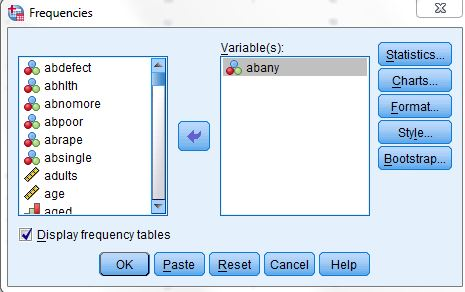 Frequencies
Variable(s):
abdefect
abhlth
abnomore
abpoor
abrape
absingle
adults
age
aged
abany
Statistics...
Charts...
Format...
Style...
Bootstrap...
Display frequency tables
OK
Paste
Reset
Cancel
Help